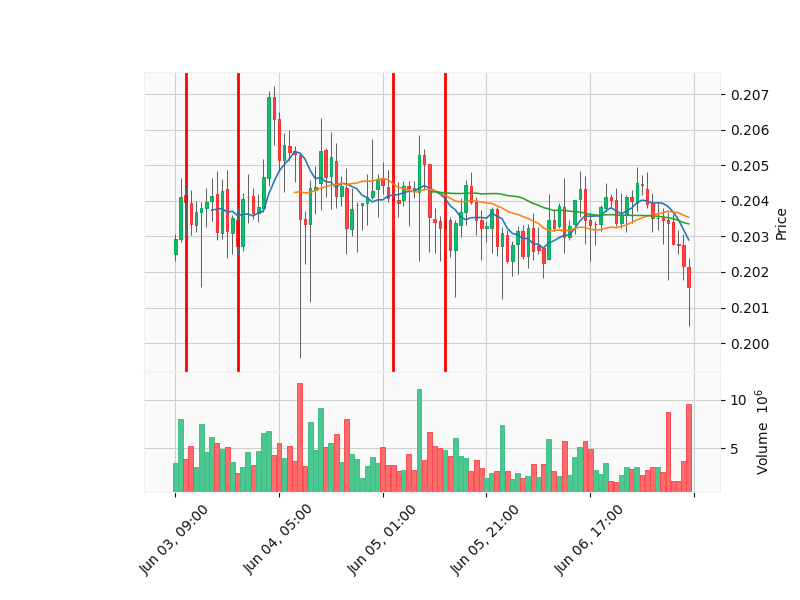 0.207
0.206
0.205
0.204
0.203
0.202
0.201
0.200
Price
10
5
Volume 10^6
Jun 03, 09:00
Jun 04, 05:00
Jun 05, 01:00
Jun 05, 21:00
Jun 06, 17:00